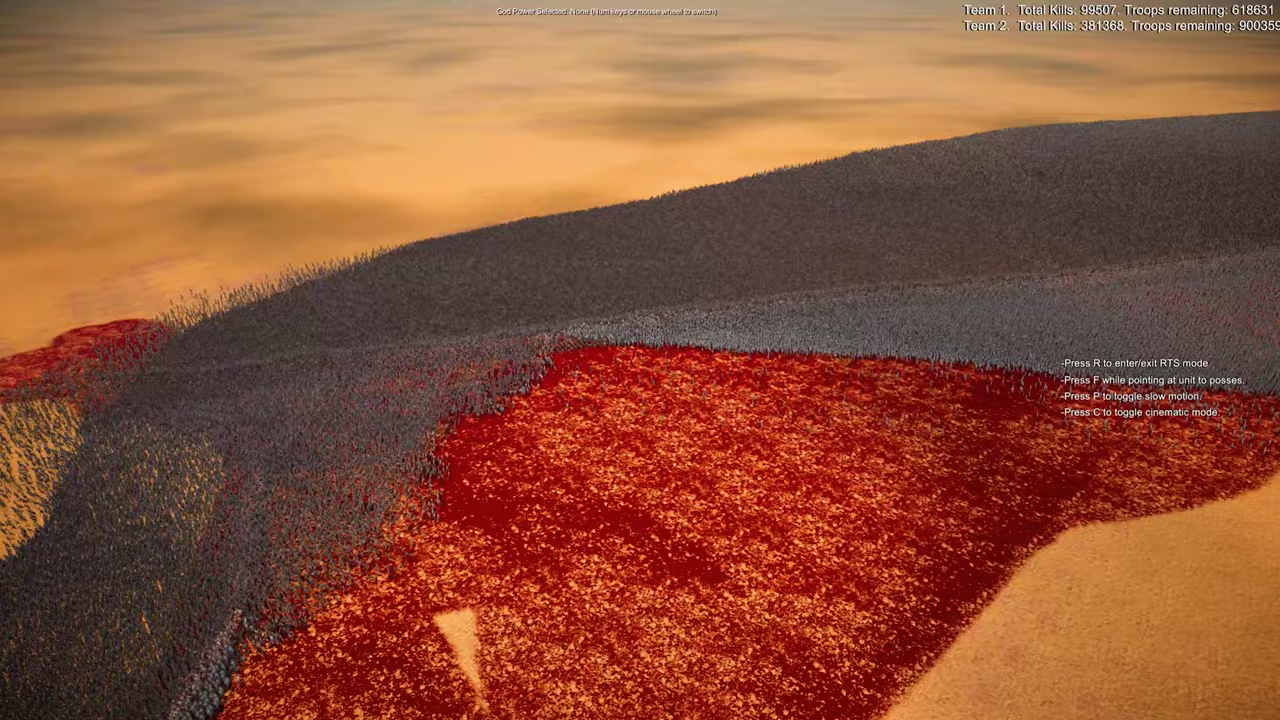 God Power Selected: None (Num keys or mouse wheel to switch)
Team 1.  Total Kills: 99507. Troops remaining: 618631
Team 2.  Total Kills: 381368. Troops remaining: 900359
-Press R to enter/exit RTS mode
-Press F while pointing at unit to posses.
-Press P to toggle slow motion.
-Press C to toggle cinematic mode